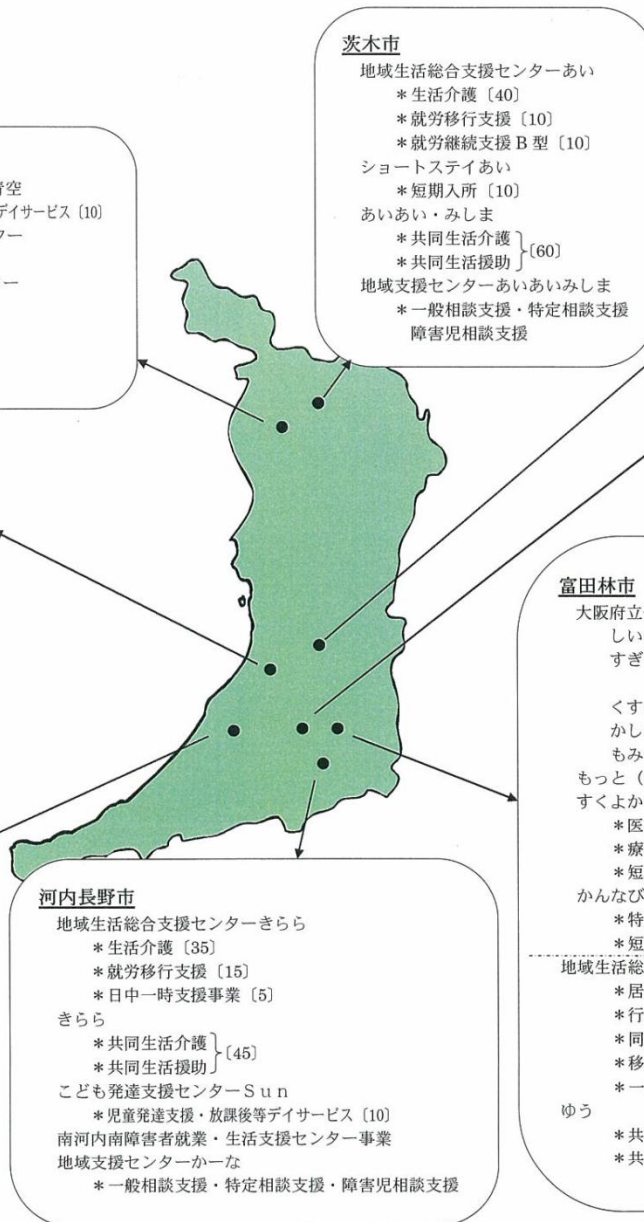 茨木市
地域生活総合支援センターあい
＊生活介護〔40〕
＊就労移行支援〔10〕
＊就労継続支援B型〔10〕
ショートステイあい
＊短期入所〔10〕
あいあい・みしま
＊共同生活介護
＊共同生活援助
〔60〕
地域支援センターあいあいみしま
＊一般相談支援・特定相談支援
障害児相談支援
青空
デイサービス〔10〕
ター
ー
河内長野市
地域生活総合支援センターきらら
＊生活介護〔35〕
＊就労移行支援〔15〕
＊日中一時支援事業〔5〕
きらら
＊共同生活介護
＊共同生活援助
〔45〕
こども発達支援センターＳｕｎ
＊児童発達支援・放課後等デイサービス〔10〕
南河内南障害者就業・生活支援センター事業
地域支援センターかーな
＊一般相談支援・特定相談支援・障害児相談支援
富田林市
大阪府立
しい
すぎ
くす
かし
もみ
もっと（
すくよか
＊医
＊療
＊短
かんなび
＊特
＊短
地域生活総
＊居
＊行
＊同
＊移
＊一
ゆう
＊共
＊共